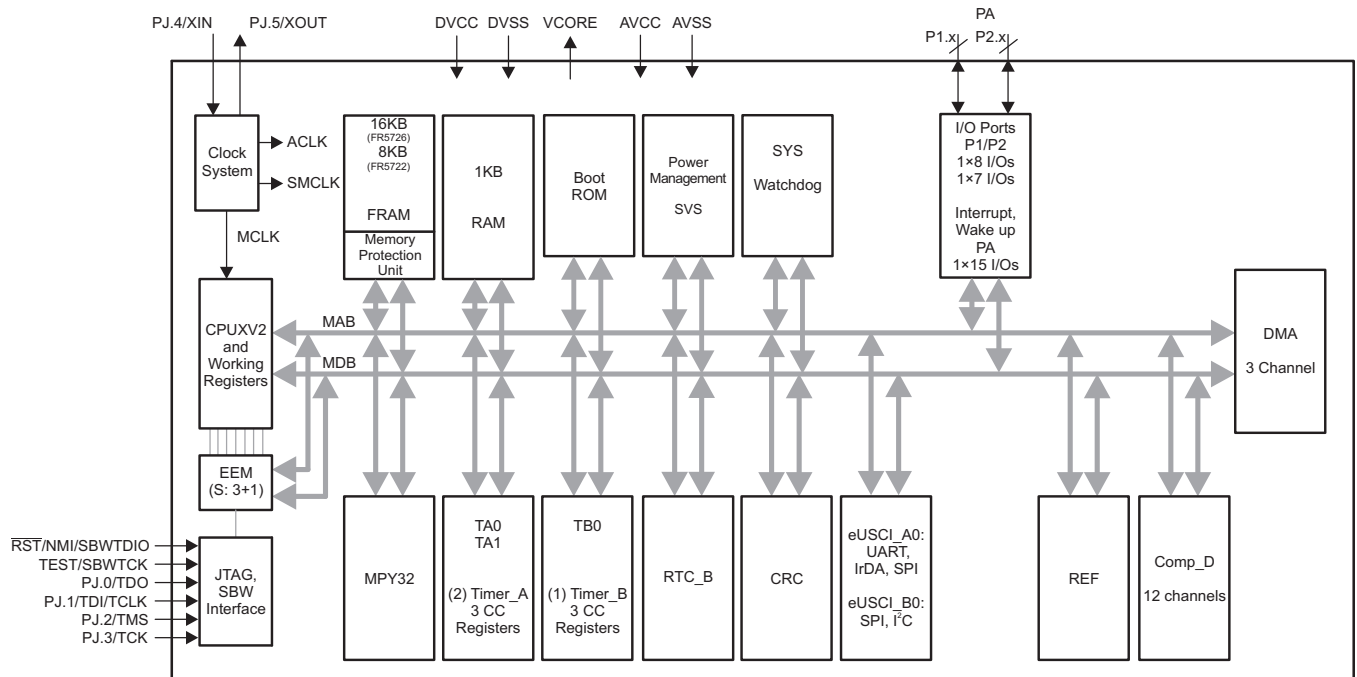 PJ.4/XIN
PJ.5/XOUT
DVCC
DVSS
VCORE
AVCC
AVSS
PA
P1.x
P2.x
Clock
System
ACLK
SMCLK
MCLK
16KB
(FR5726)
8KB
(FR5722)
FRAM
Memory
Protection
Unit
1KB
RAM
Boot
ROM
Power
Management
SVS
SYS
Watchdog
I/O Ports
P1/P2
1×8 I/Os
1×7 I/Os
Interrupt,
Wake up
PA
1×15 I/Os
CPUXV2
and
Working
Registers
MAB
MDB
DMA
3 Channel
EEM
(S: 3+1)
RST/NMI/SBWTDIO
TEST/SBWTCK
PJ.0/TDO
PJ.1/TDI/TCLK
PJ.2/TMS
PJ.3/TCK
JTAG,
SBW
Interface
MPY32
TA0
TA1
(2) Timer_A
3 CC
Registers
TB0
(1) Timer_B
3 CC
Registers
RTC_B
CRC
eUSCI_A0:
UART,
IrDA, SPI
eUSCI_B0:
SPI, I²C
REF
Comp_D
12 channels